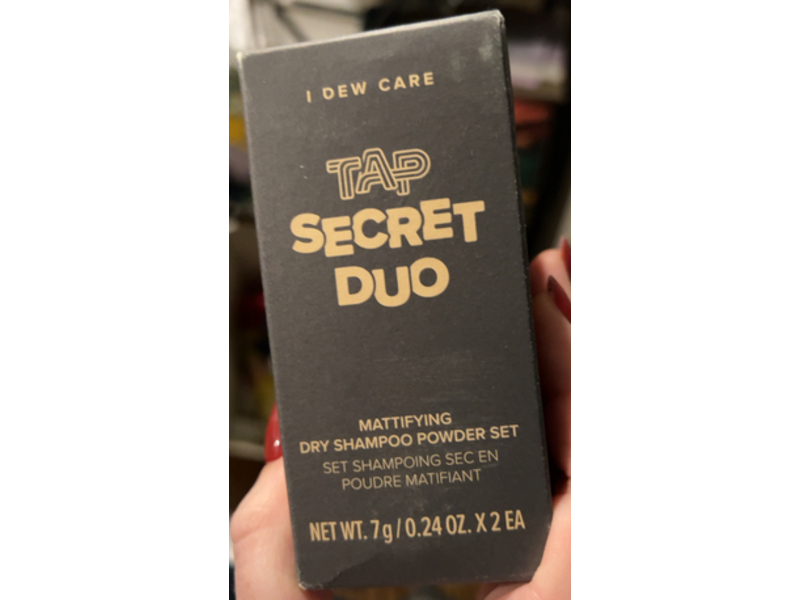 I DEW CARE
TAP
SECRET
DUO
MATTIFYING
DRY SHAMPOO POWDER SET
SET SHAMPOING SEC EN
POUDRE MATIFIANT
NET WT. 7g / 0.24 OZ. X 2 EA